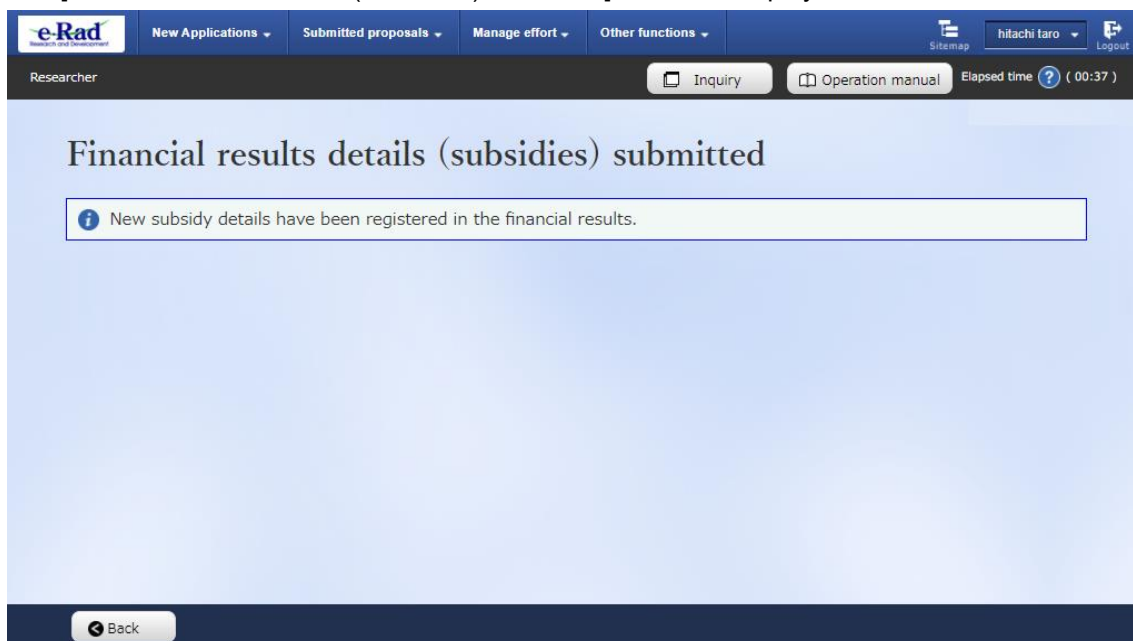 e-Rad
Research and Development
New Applications
Submitted proposals
Manage effort
Other functions
Sitemap
hitachi taro
Logout
Researcher
Inquiry
Operation manual
Elapsed time ? ( 00:37 )
Financial results details (subsidies) submitted
New subsidy details have been registered in the financial results.
Back